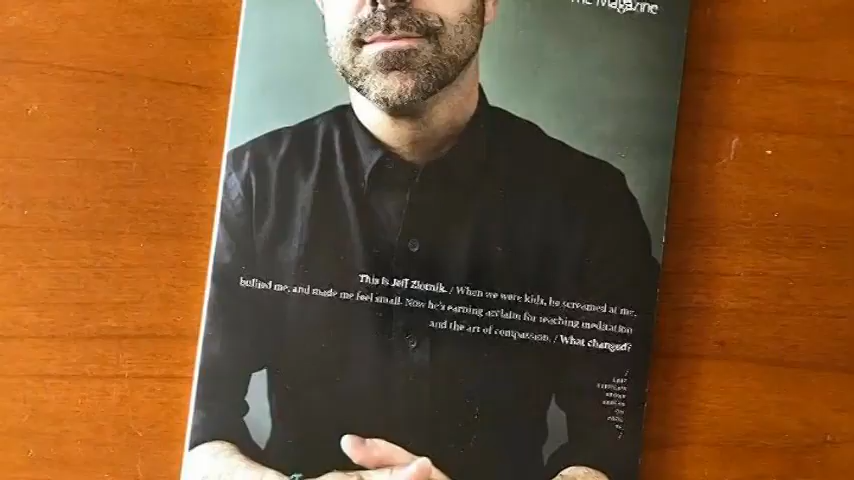 The Magazine
This is Jeff Zlotnik. / When we were kids, he screamed at me,
bullied me, and made me feel small. Now he's earning acclaim for teaching meditation
and the art of compassion. / What changed?